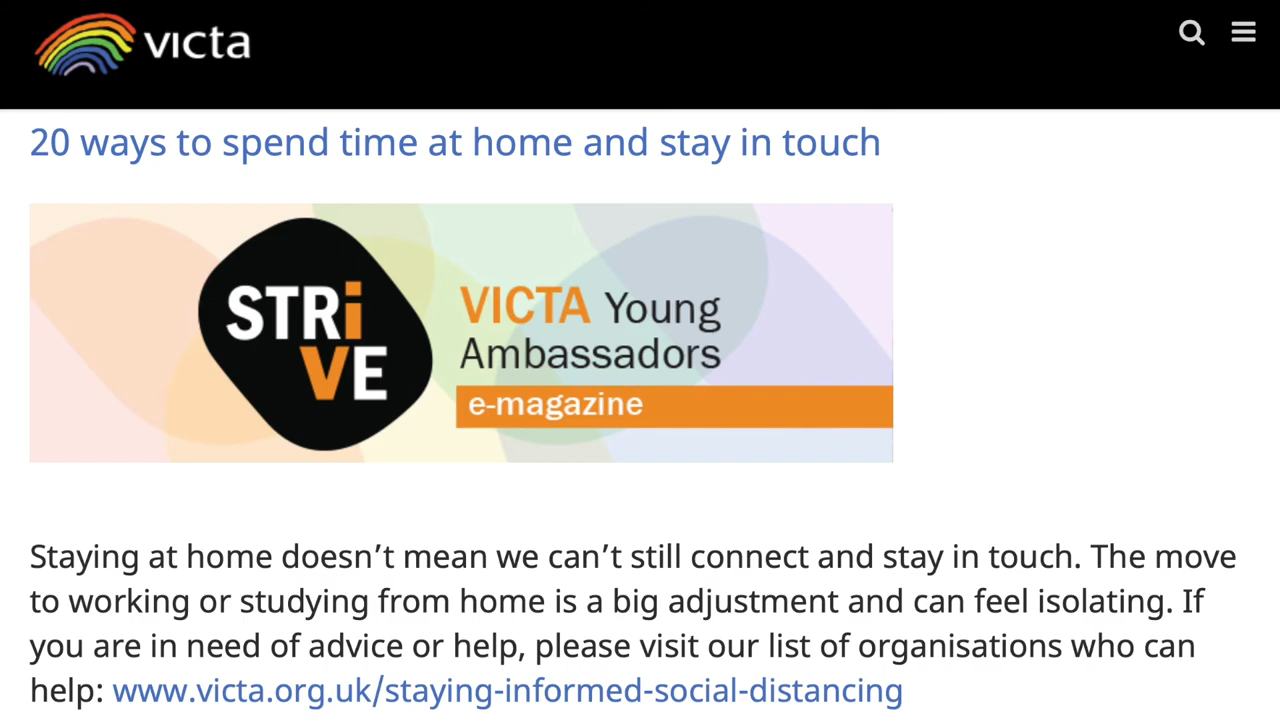 victa
20 ways to spend time at home and stay in touch
STRiVE
VICTA Young
Ambassadors
e-magazine
Staying at home doesn’t mean we can’t still connect and stay in touch. The move
to working or studying from home is a big adjustment and can feel isolating. If
you are in need of advice or help, please visit our list of organisations who can
help: www.victa.org.uk/staying-informed-social-distancing